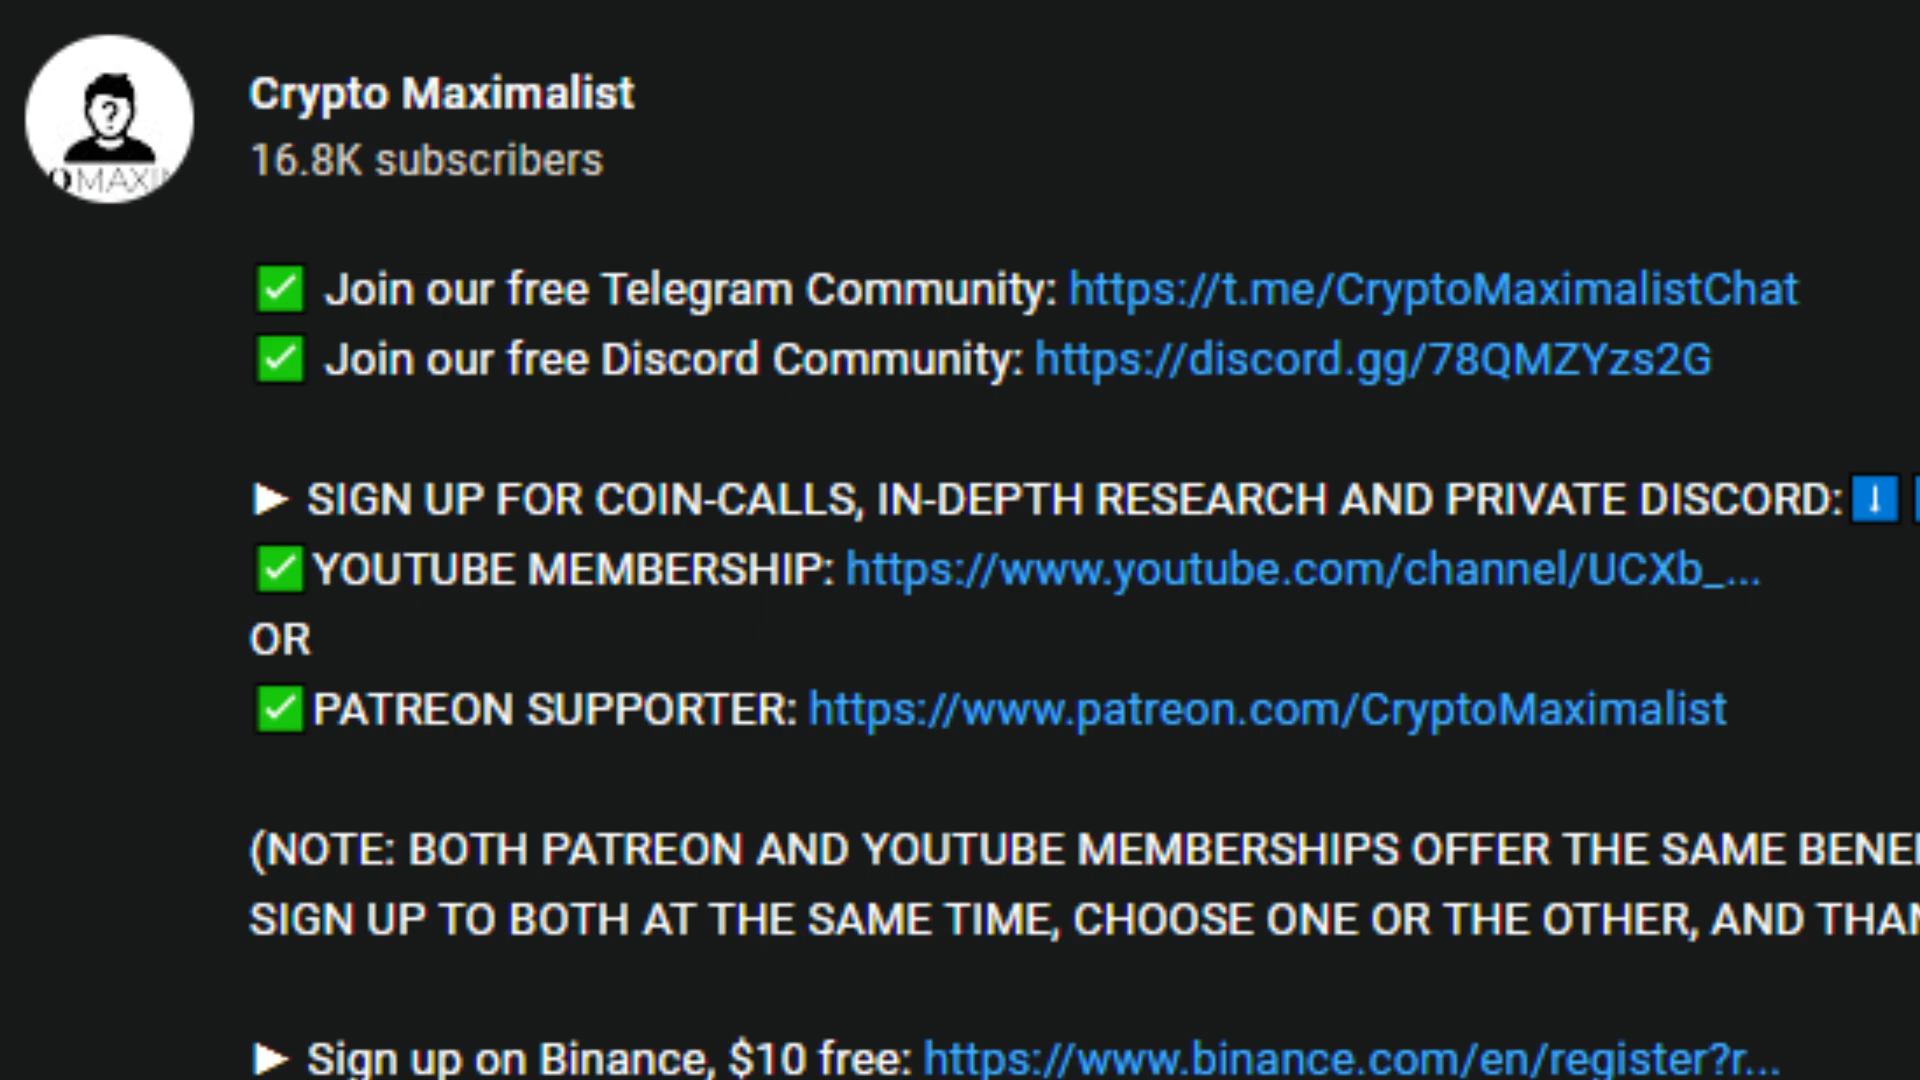 Crypto Maximalist
16.8K subscribers
MAXI
✅ Join our free Telegram Community: https://t.me/CryptoMaximalistChat
✅ Join our free Discord Community: https://discord.gg/78QMZYzs2G
► SIGN UP FOR COIN-CALLS, IN-DEPTH RESEARCH AND PRIVATE DISCORD: ⬇
✅ YOUTUBE MEMBERSHIP: https://www.youtube.com/channel/UCXb_...
OR
✅ PATREON SUPPORTER: https://www.patreon.com/CryptoMaximalist
(NOTE: BOTH PATREON AND YOUTUBE MEMBERSHIPS OFFER THE SAME
SIGN UP TO BOTH AT THE SAME TIME, CHOOSE ONE OR THE OTHER, AND
► Sign up on Binance, $10 free: https://www.binance.com/en/register?r...